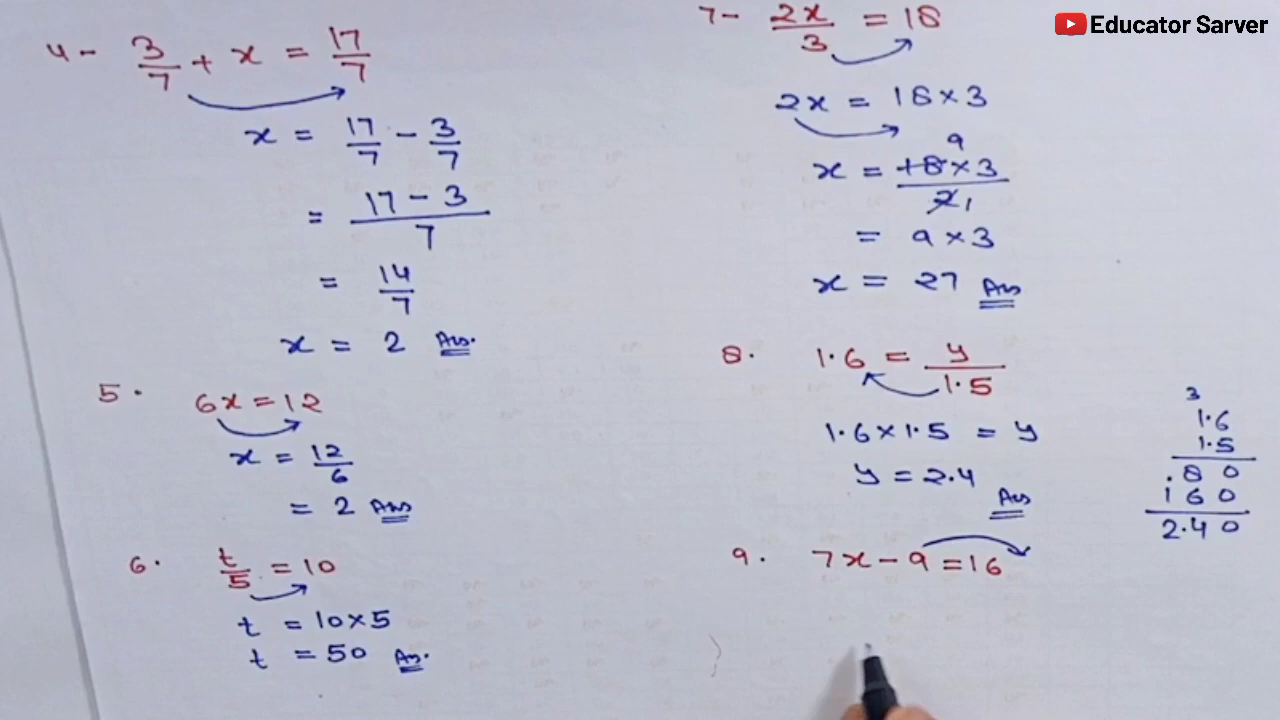 Educator Sarver
4- 3/7 + x = 17/7
x = 17/7 - 3/7
= (17-3)/7
= 14/7
x = 2 Ans.
5. 6x = 12
x = 12/6
= 2 Ans
6. t/5 = 10
t = 10×5
t = 50 Ans.
7- 2x/3 = 18
2x = 18×3
9
x = 18×3/2 1
= 9×3
x = 27 Ans
8. 1.6 = y/1.5
1.6×1.5 = y
y = 2.4
Ans
3
1.6
1.5
.80
160
2.40
9. 7x - 9 = 16